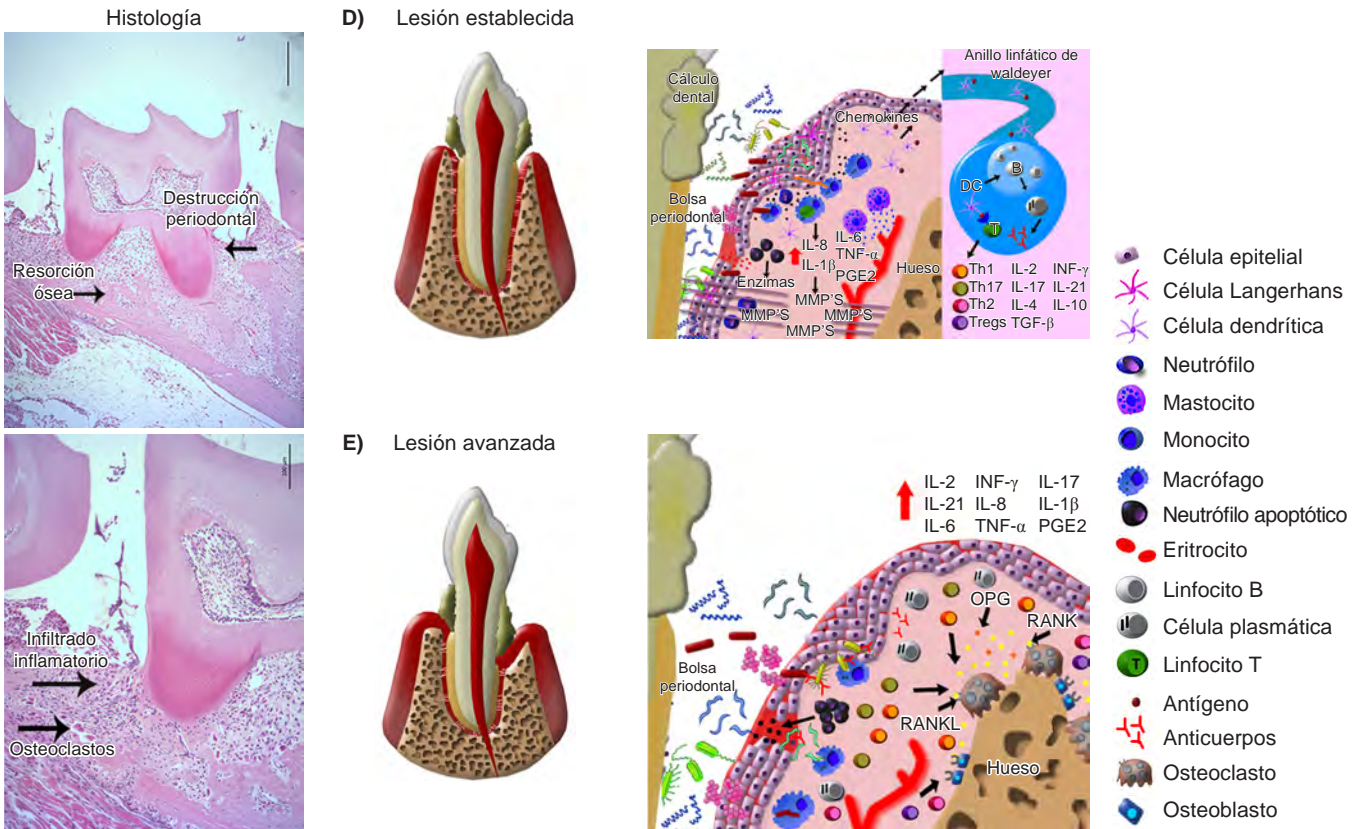 Histología
Destrucción
periodontal
Resorción
ósea
Infiltrado
inflamatorio
Osteoclastos
D) Lesión establecida
Cálculo
dental
Bolsa
periodontal
Chemokines
Anillo linfático de
waldeyer
DC
B
T
IL-8 IL-6
IL-1β TNF-α
PGE2
Enzimas
MMP'S
MMP'S MMP'S
MMP'S
Hueso
Th1 IL-2 INF-γ
Th17 IL-17 IL-21
Th2 IL-4 IL-10
Tregs TGF-β
E) Lesión avanzada
IL-2 INF-γ IL-17
IL-21 IL-8 IL-1β
IL-6 TNF-α PGE2
Bolsa
periodontal
OPG
RANK
RANKL
Hueso
Célula epitelial
Célula Langerhans
Célula dendrítica
Neutrófilo
Mastocito
Monocito
Macrófago
Neutrófilo apoptótico
Eritrocito
Linfocito B
Célula plasmática
T Linfocito T
Antígeno
Anticuerpos
Osteoclasto
Osteoblasto